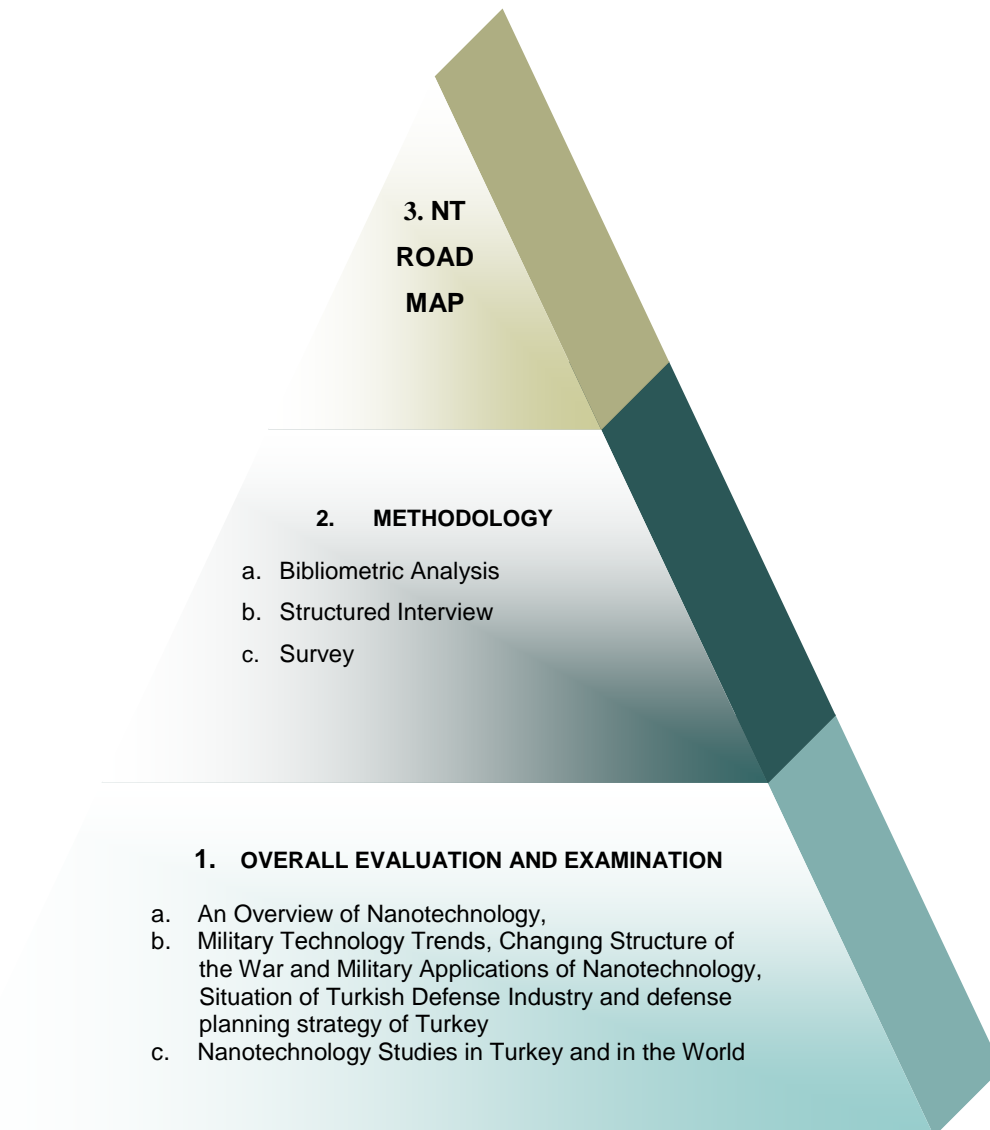 3. NT
ROAD
MAP
2. METHODOLOGY
a. Bibliometric Analysis
b. Structured Interview
c. Survey
1. OVERALL EVALUATION AND EXAMINATION
a. An Overview of Nanotechnology,
b. Military Technology Trends, Changıng Structure of
the War and Military Applications of Nanotechnology,
Situation of Turkish Defense Industry and defense
planning strategy of Turkey
c. Nanotechnology Studies in Turkey and in the World